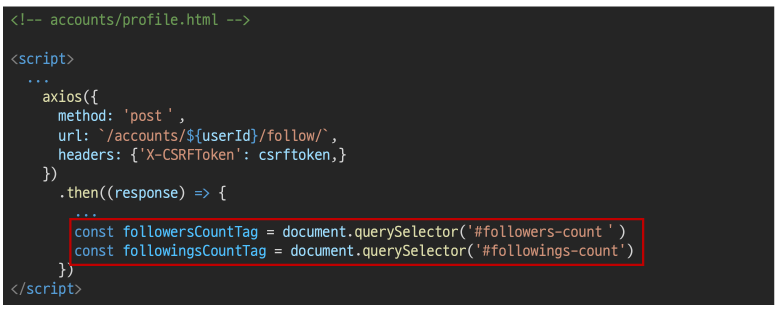 <!-- accounts/profile.html -->
<script>
...
axios({
method: 'post',
url: `/accounts/${userId}/follow/`,
headers: {'X-CSRFToken': csrftoken,}
})
.then((response) => {
...
const followersCountTag = document.querySelector('#followers-count')
const followingsCountTag = document.querySelector('#followings-count')
})
</script>